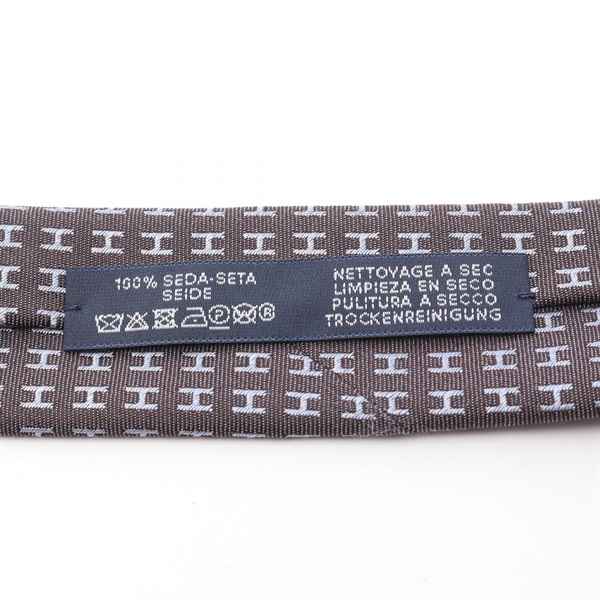 100% SEDA-SETA
SEIDE
NETTOYAGE A SEC
LIMPIEZA EN SECO
PULITURA A SECCO
TROCKENREINIGUNG